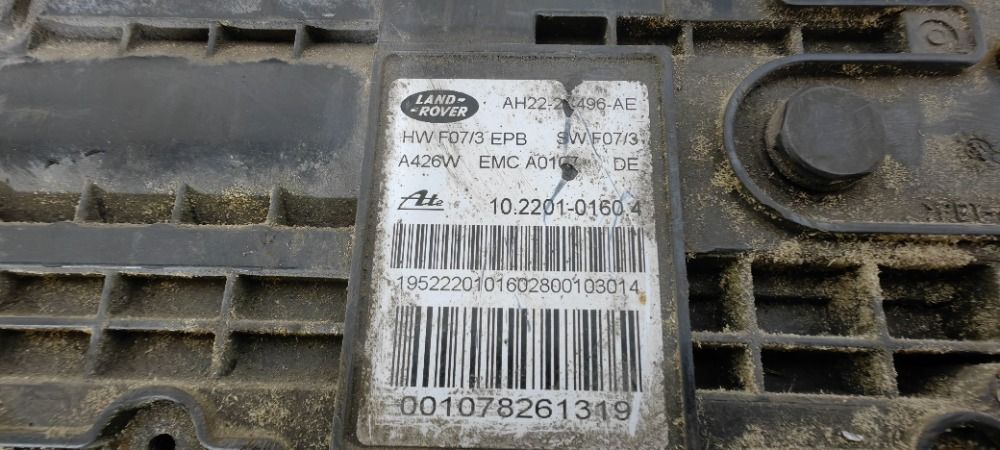 LAND-
-ROVER
HW F07/3 EPB SW F07/3
A426W EMC DE
Ate 10.2201-0160.4
1952220101602800103014
001078261319